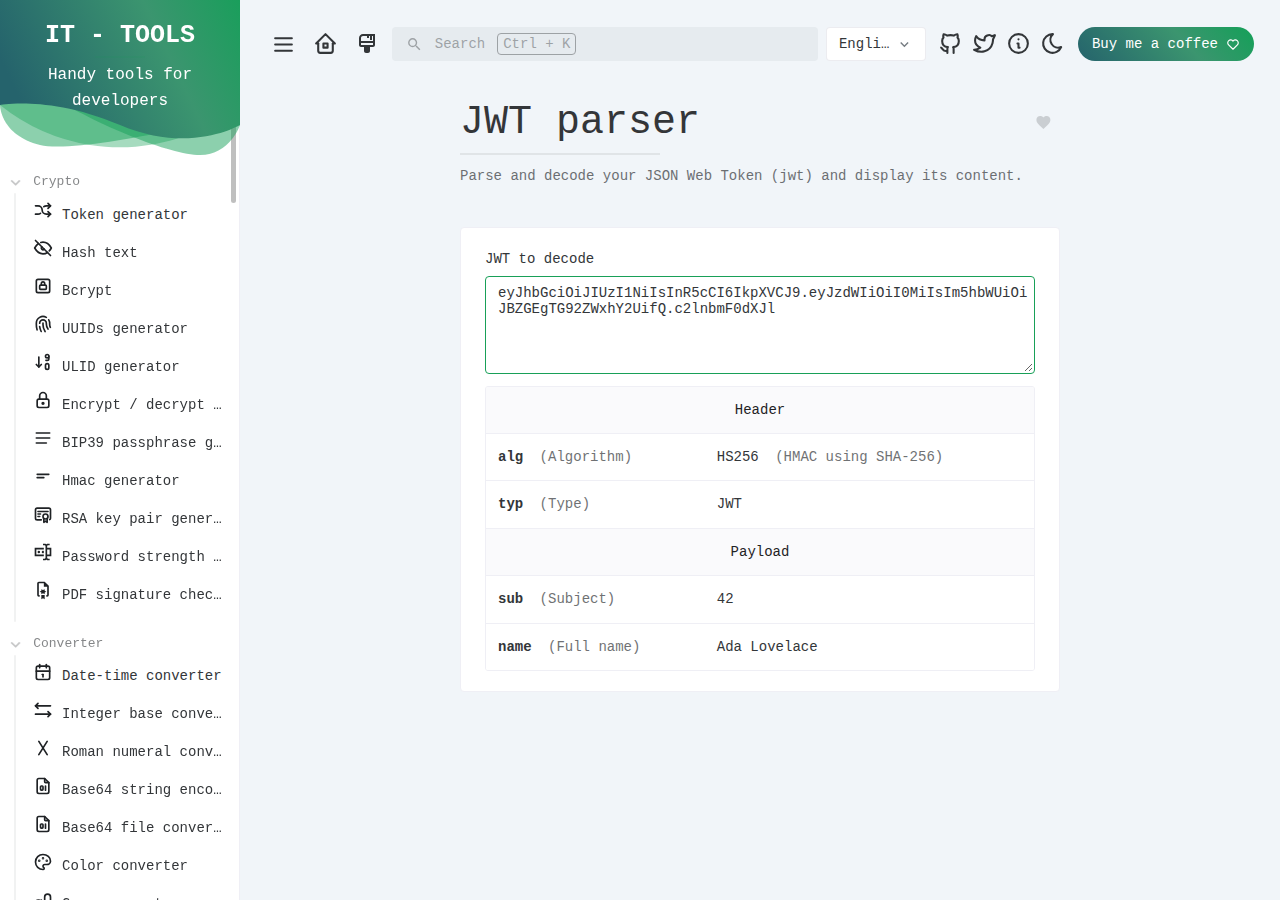 IT - TOOLS
Handy tools for
developers
Search Ctrl + K
Engli…
Buy me a coffee
Crypto
Token generator
Hash text
Bcrypt
UUIDs generator
ULID generator
Encrypt / decrypt …
BIP39 passphrase g…
Hmac generator
RSA key pair gener…
Password strength …
PDF signature chec…
Converter
Date-time converter
Integer base conve…
Roman numeral conv…
Base64 string enco…
Base64 file conver…
Color converter
JWT parser
Parse and decode your JSON Web Token (jwt) and display its content.
JWT to decode
eyJhbGciOiJIUzI1NiIsInR5cCI6IkpXVCJ9.eyJzdWIiOiI0MiIsIm5hbWUiOi
JBZGEgTG92ZWxhY2UifQ.c2lnbmF0dXJl
Header
alg (Algorithm) HS256 (HMAC using SHA-256)
typ (Type) JWT
Payload
sub (Subject) 42
name (Full name) Ada Lovelace